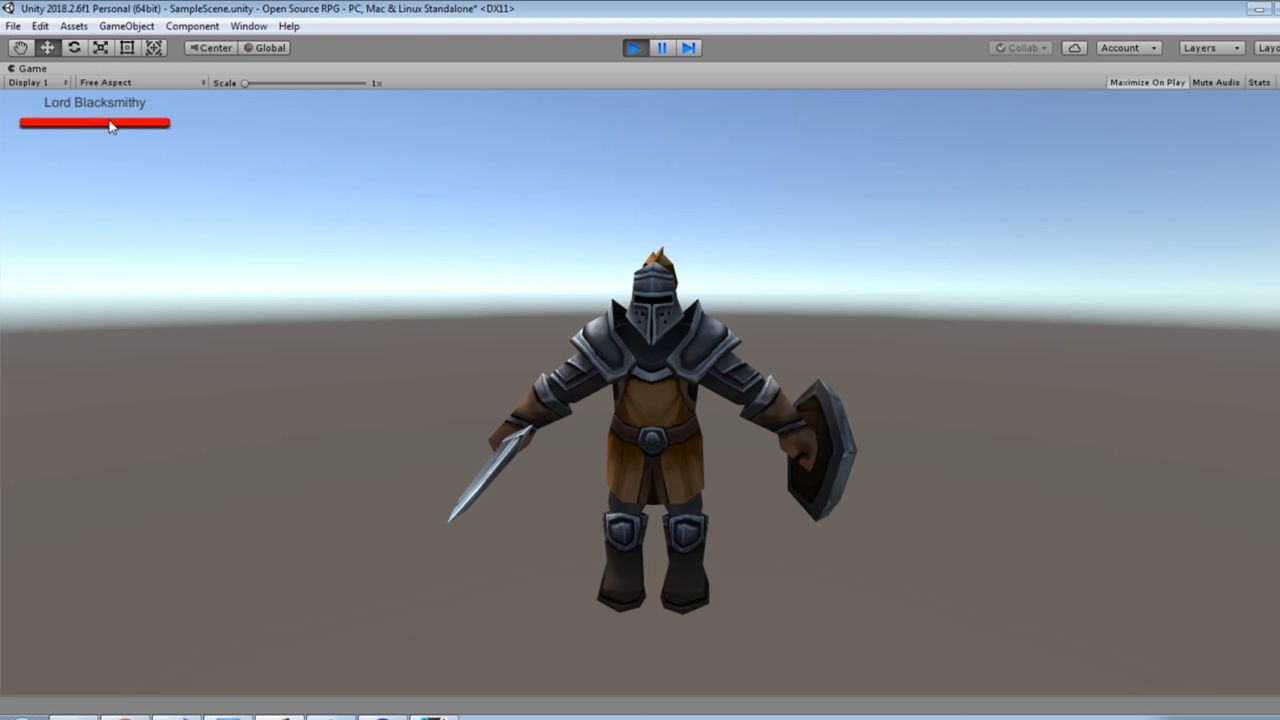 Unity 2018.2.6f1 Personal (64bit) - SampleScene.unity - Open Source RPG - PC, Mac & Linux Standalone* <DX11>
File Edit Assets GameObject Component Window Help
Center Global Collab Account Layers Layo
Game
Display 1 Free Aspect Scale 1x Maximize On Play Mute Audio Stats
Lord Blacksmithy